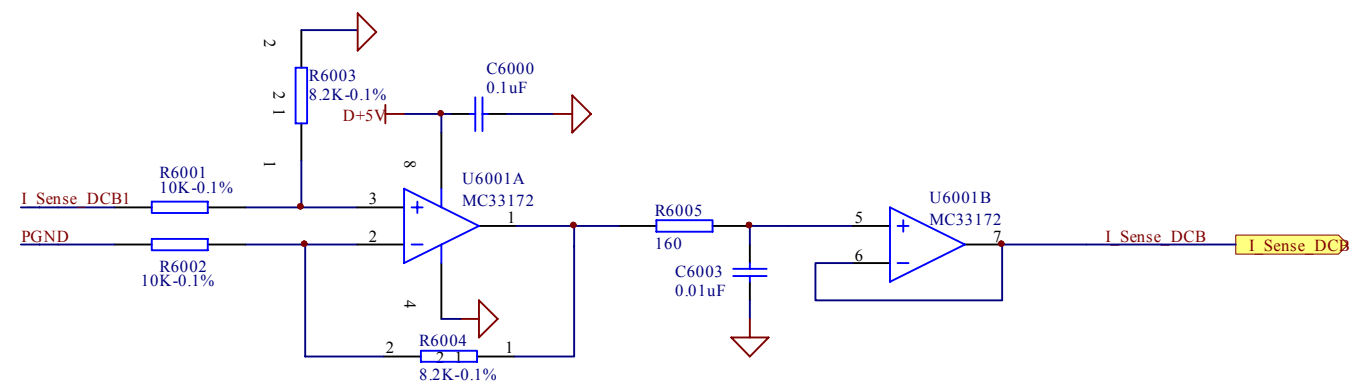 2
R6003
8.2K-0.1%
2 1
1
D+5V
C6000
0.1uF
8
R6001
10K-0.1%
I_Sense_DCB1
3
U6001A
MC33172
1
PGND
2
R6002
10K-0.1%
4
2
R6004
2 1
1
8.2K-0.1%
R6005
160
C6003
0.01uF
5
U6001B
MC33172
7
6
I_Sense_DCB
I_Sense_DCB